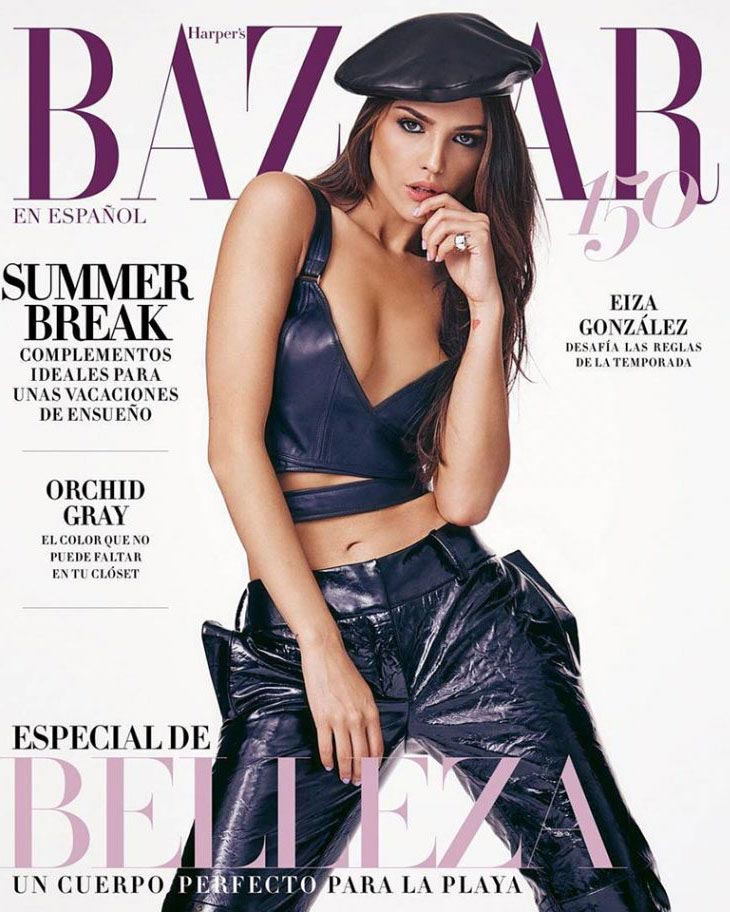 Harper's
BAZAAR
EN ESPAÑOL
150
SUMMER
BREAK
COMPLEMENTOS
IDEALES PARA
UNAS VACACIONES
DE ENSUEÑO
ORCHID
GRAY
EL COLOR QUE NO
PUEDE FALTAR
EN TU CLÓSET
EIZA
GONZÁLEZ
DESAFÍA LAS REGLAS
DE LA TEMPORADA
ESPECIAL DE
BELLEZA
UN CUERPO PERFECTO PARA LA PLAYA